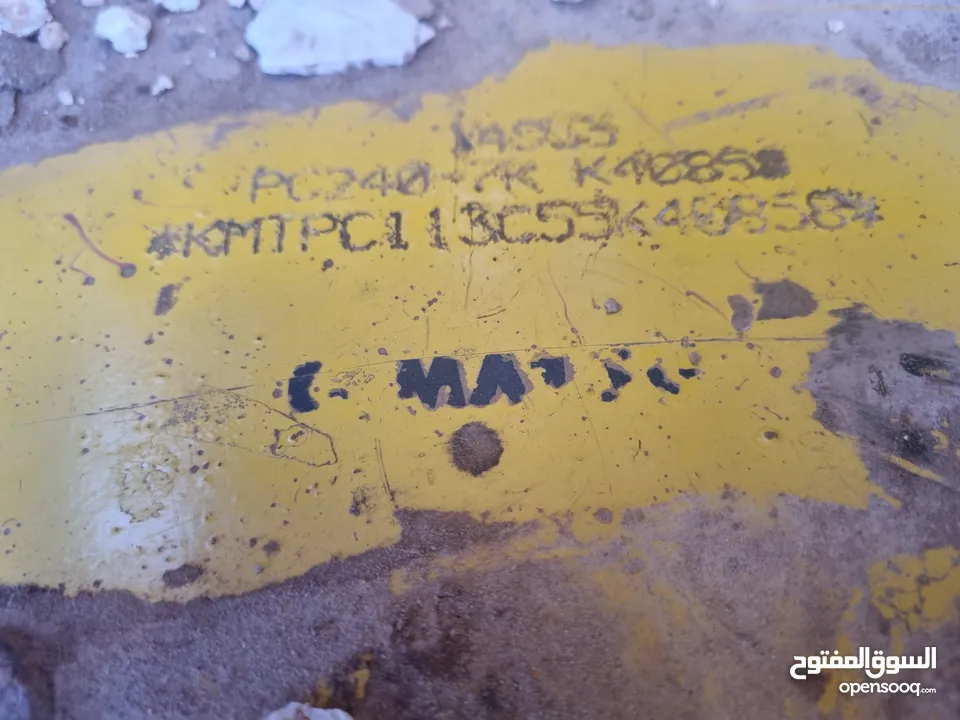 PC240-7K K40858
*KMTPC113C55K40858*
السوق المفتوح
opensooq.com